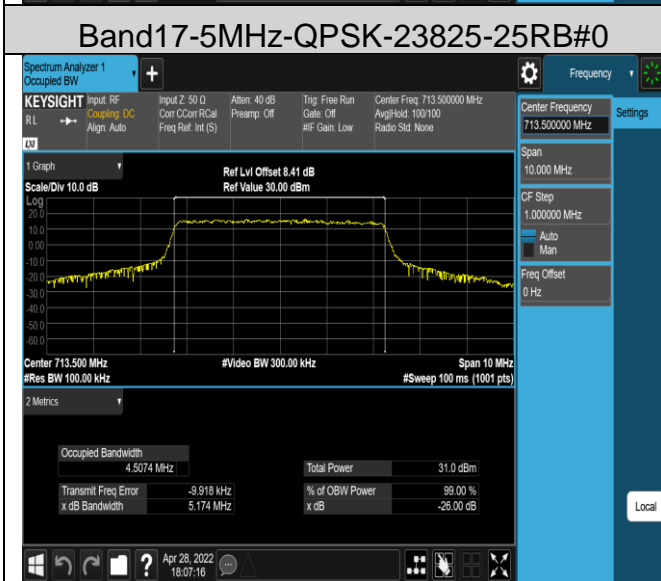 Band17-5MHz-QPSK-23825-25RB#0
Spectrum Analyzer 1
Occupied BW
+
Frequency
KEYSIGHT
RL
Input: RF
Coupling: DC
Align: Auto
Input Z: 50 Ω
Corr CCorr RCal
Freq Ref: Int (S)
Atten: 40 dB
Preamp: Off
Trig: Free Run
Gate: Off
#IF Gain: Low
Center Freq: 713.500000 MHz
Avg|Hold: 100/100
Radio Std: None
Center Frequency
713.500000 MHz
Settings
Span
10.000 MHz
CF Step
1.000000 MHz
Auto
Man
Freq Offset
0 Hz
Local
1 Graph
Scale/Div 10.0 dB
Ref Lvl Offset 8.41 dB
Ref Value 30.00 dBm
Log
20.0
10.0
0.00
-10.0
-20.0
-30.0
-40.0
-50.0
-60.0
Center 713.500 MHz
#Video BW 300.00 kHz
Span 10 MHz
#Res BW 100.00 kHz
#Sweep 100 ms (1001 pts)
2 Metrics
Occupied Bandwidth
4.5074 MHz
Total Power 31.0 dBm
Transmit Freq Error -9.918 kHz
% of OBW Power 99.00 %
x dB Bandwidth 5.174 MHz
x dB -26.00 dB
?
Apr 28, 2022
18:07:16